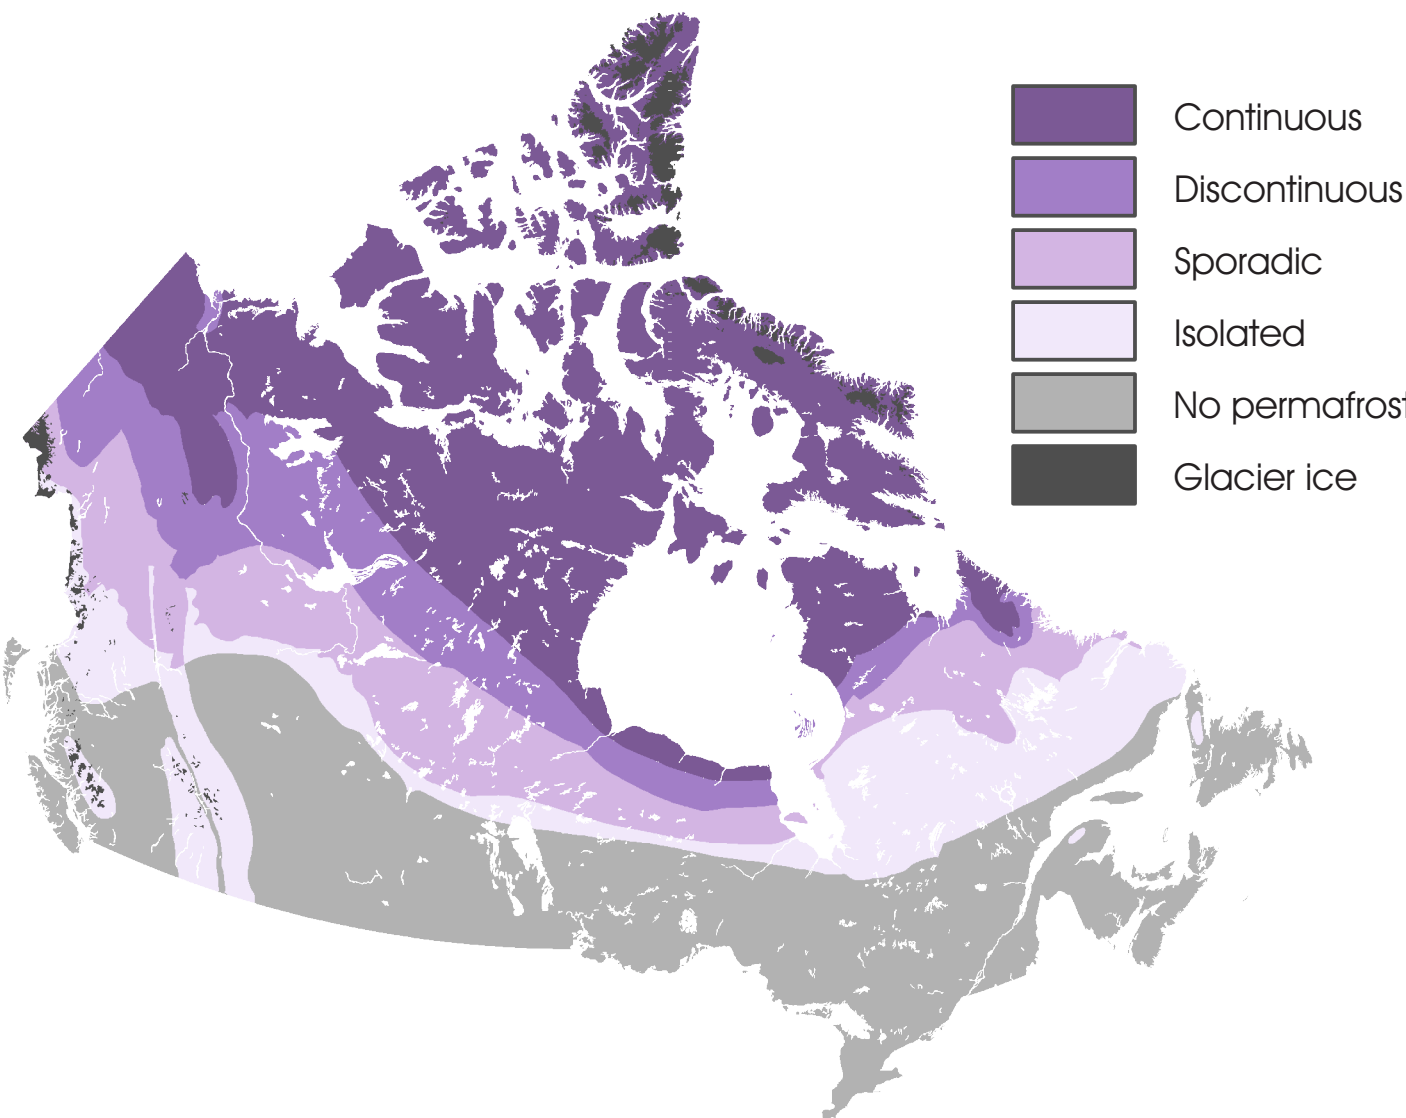 Continuous
Discontinuous
Sporadic
Isolated
No permafrost
Glacier ice